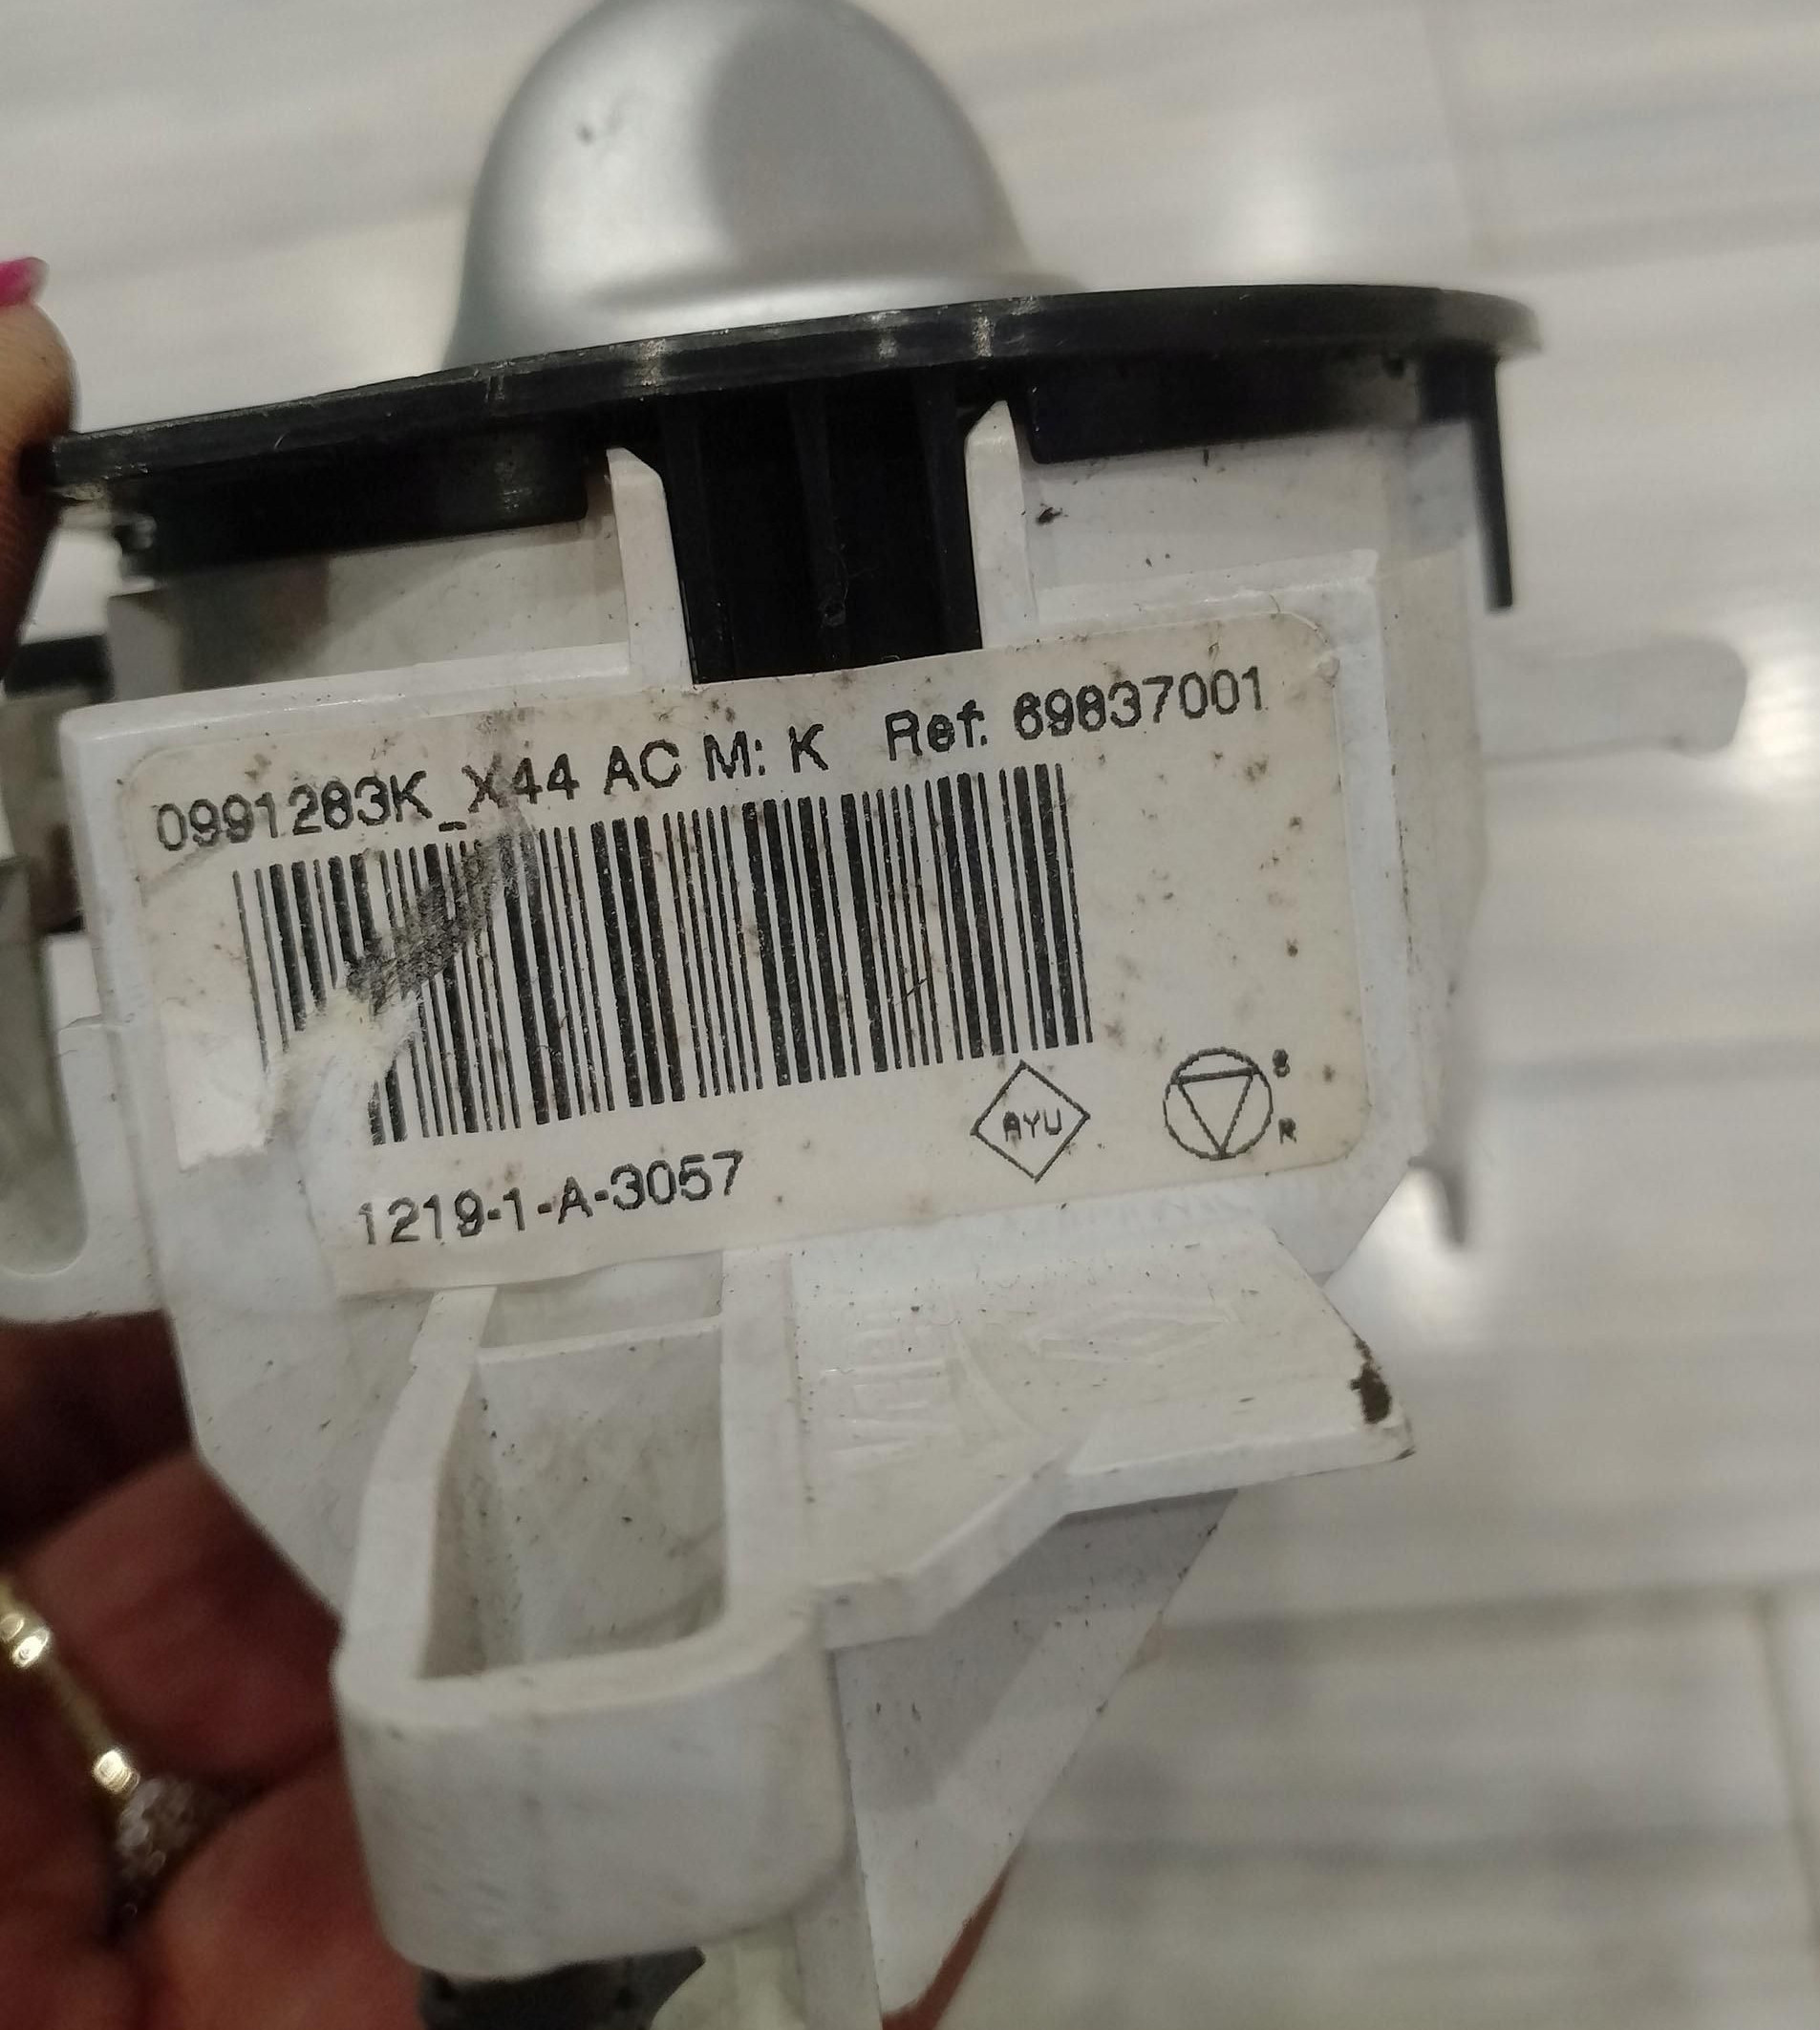 0991283K_X44 AC M: K Ref: 69837001
1219-1-A-3057
AYU
S
R